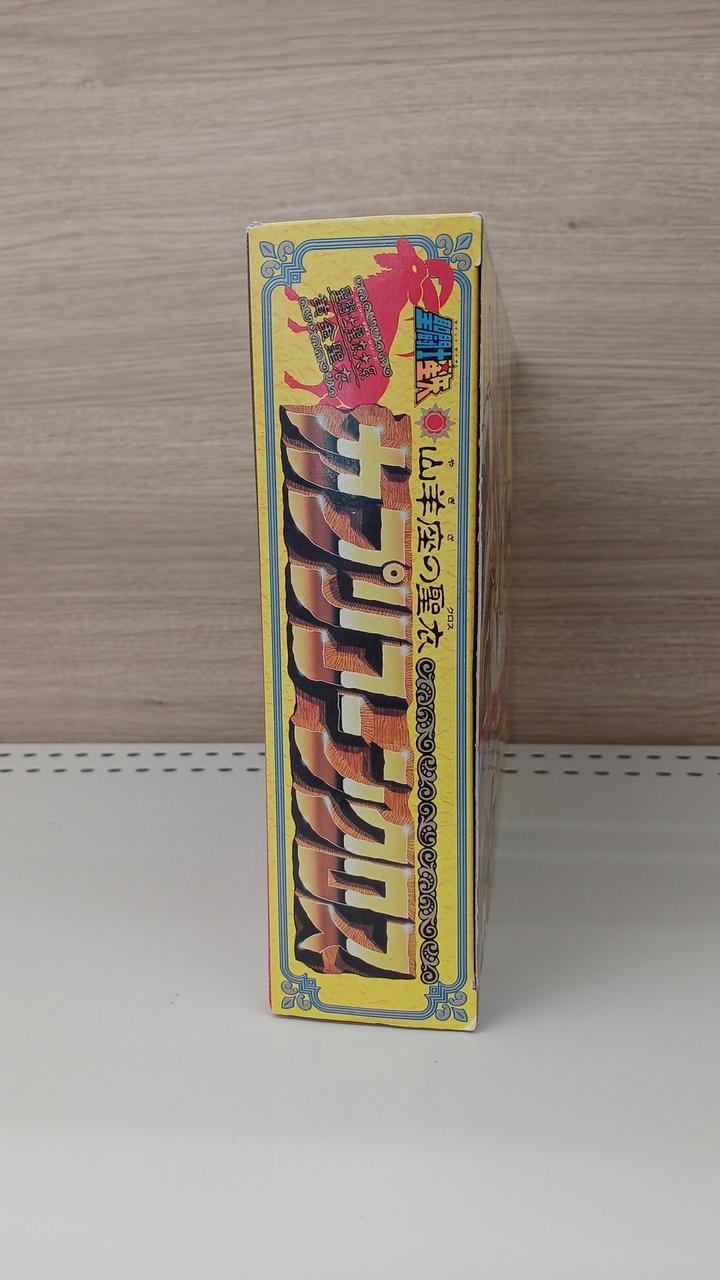 聖闘士星矢
やぎざ クロス
山羊座の聖衣
聖闘士聖衣大系
黄金聖衣
カプリコーンクロス